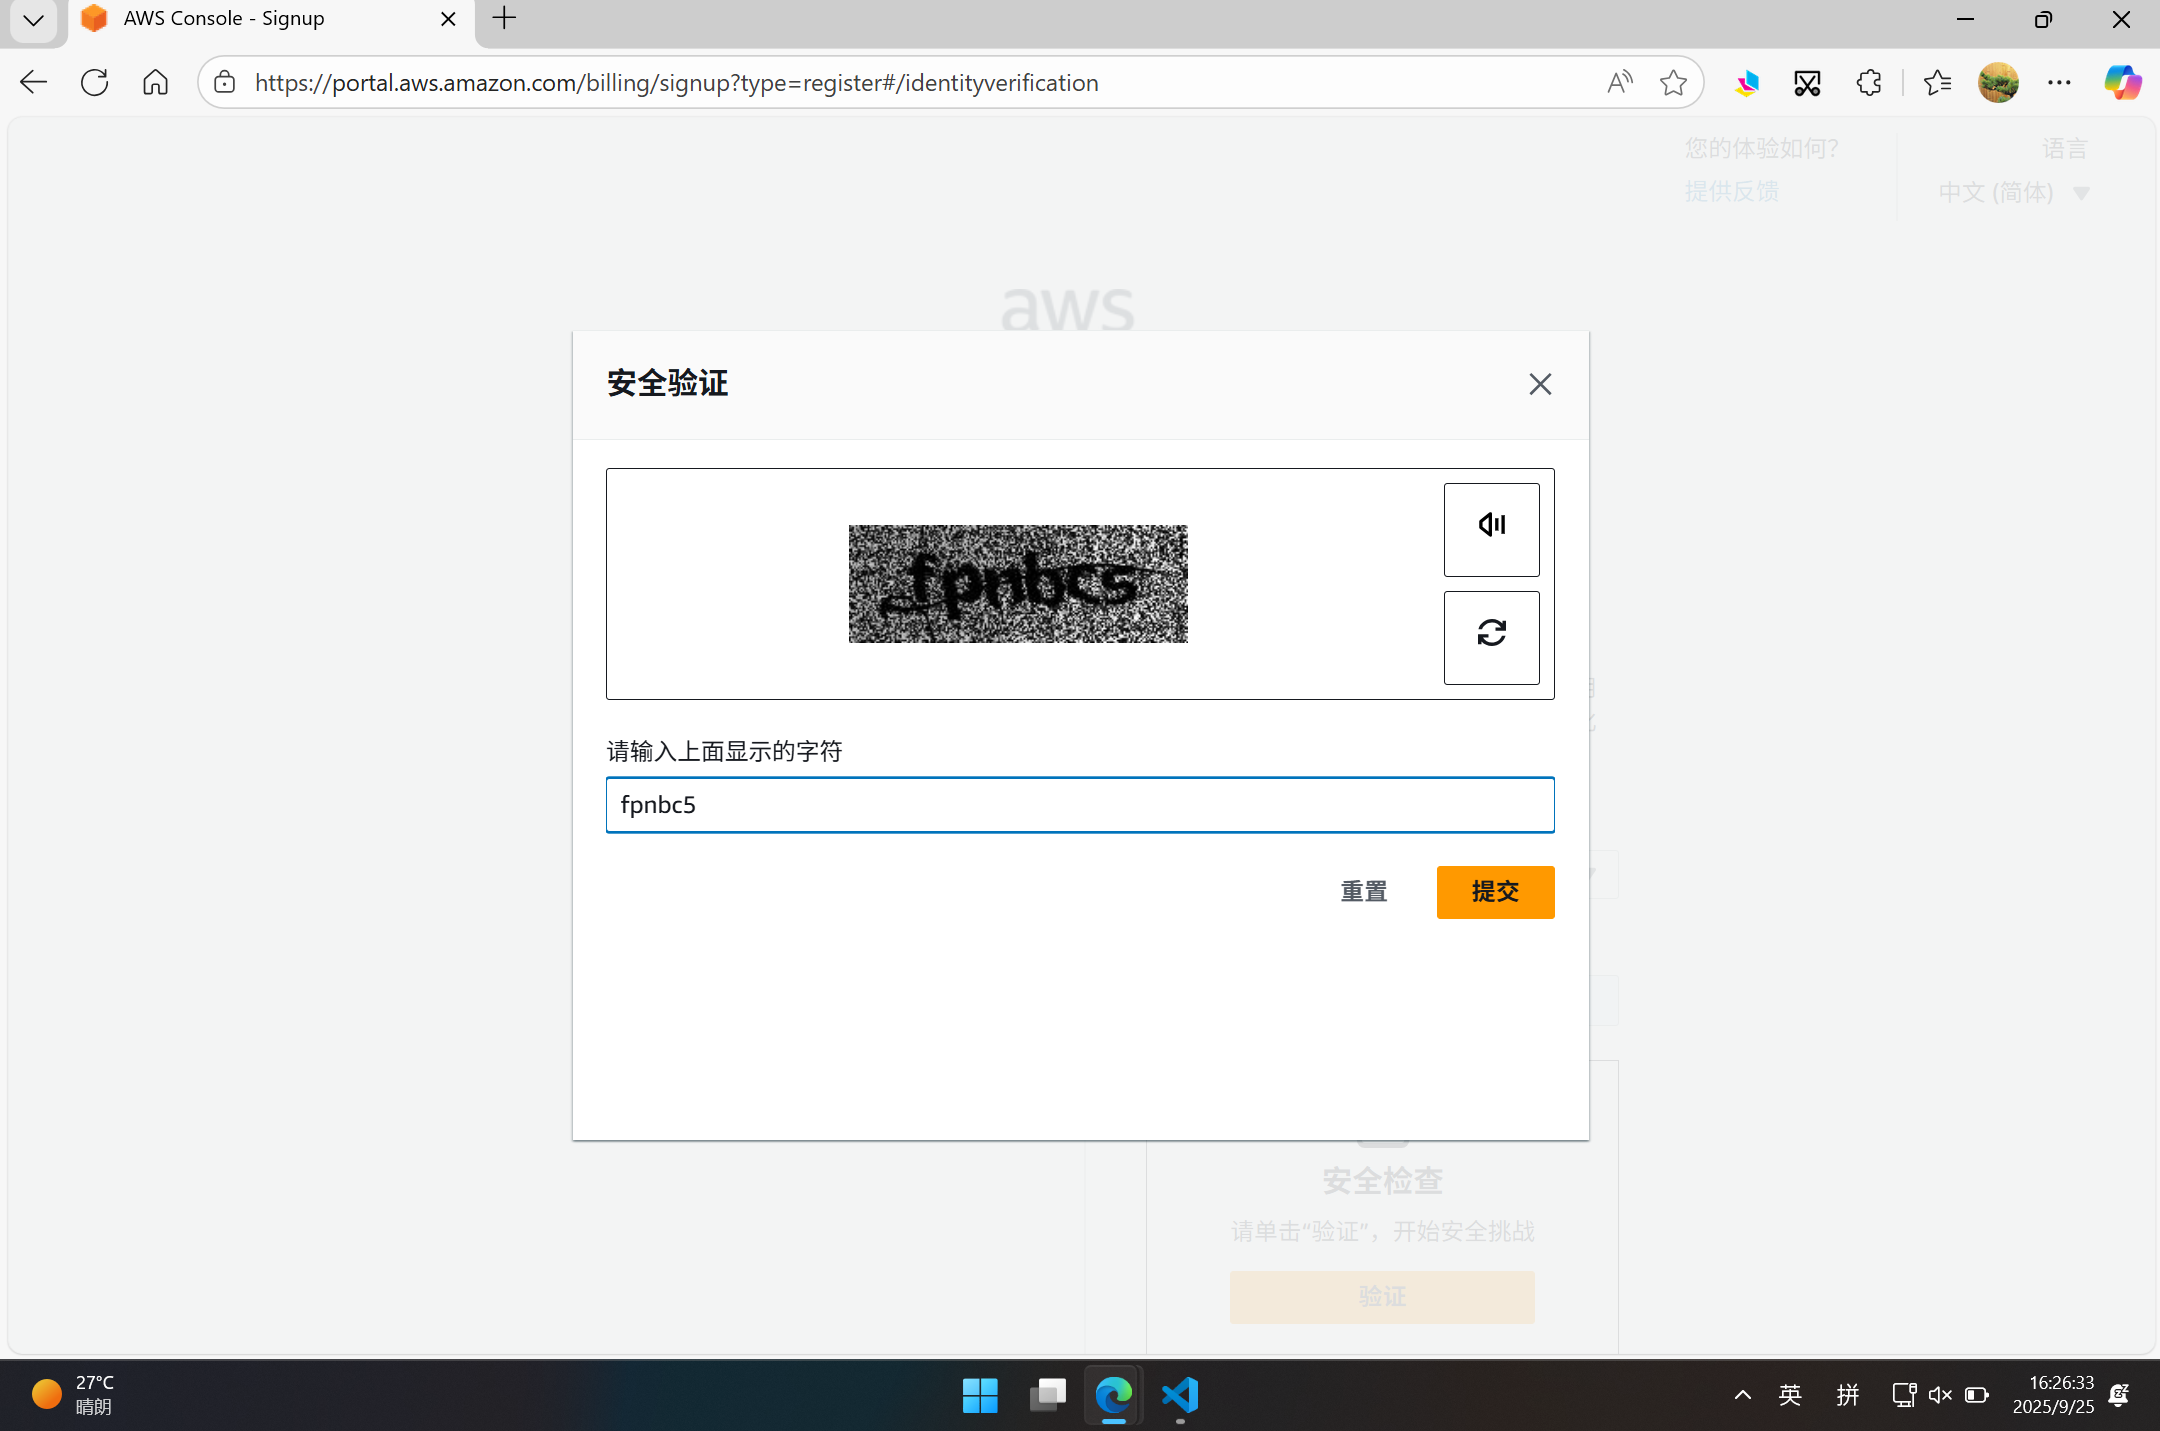 AWS Console - Signup
https://portal.aws.amazon.com/billing/signup?type=register#/identityverification
您的体验如何?
提供反馈
语言
中文 (简体)
aws
安全验证
请输入上面显示的字符
fpnbc5
重置
提交
安全检查
请单击“验证”，开始安全挑战
验证
27°C
晴朗
英
拼
16:26:33
2025/9/25